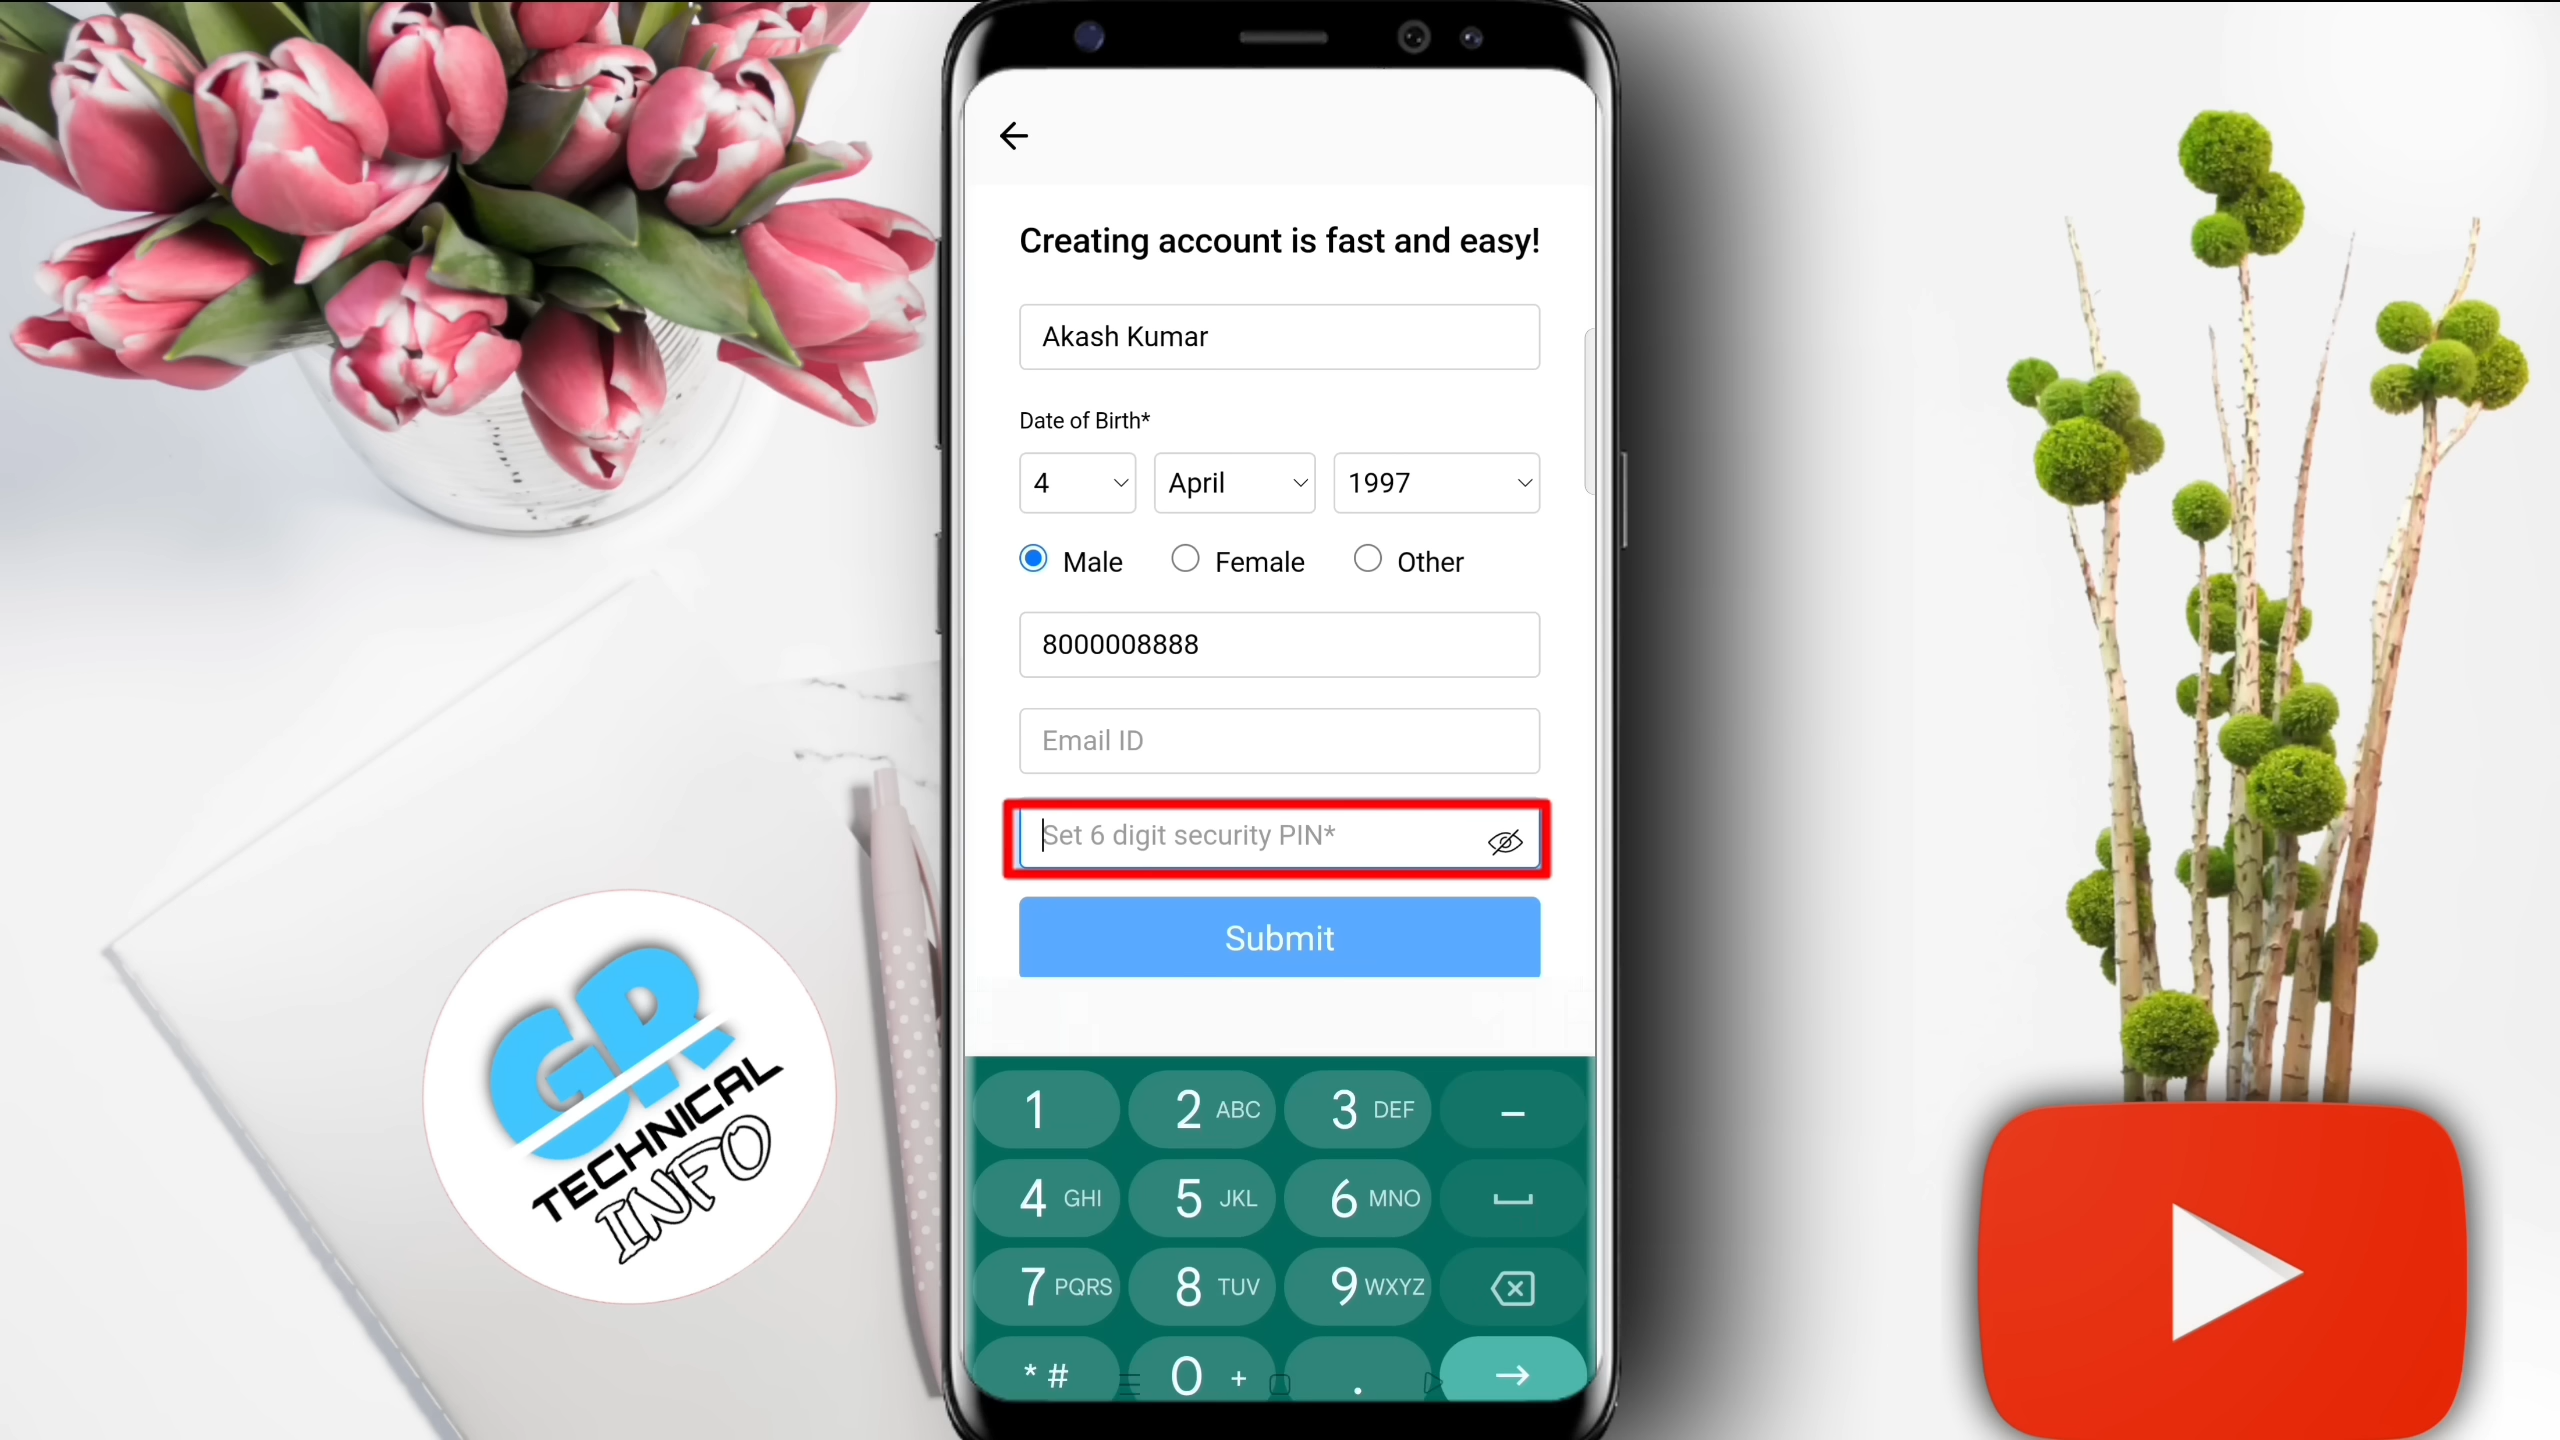 Creating account is fast and easy!
Akash Kumar
Date of Birth*
4 April 1997
Male Female Other
8000008888
Email ID
Set 6 digit security PIN*
Submit
1 2 ABC 3 DEF –
4 GHI 5 JKL 6 MNO
7 PQRS 8 TUV 9 WXYZ
* # 0 + .
GR
TECHNICAL
INFO